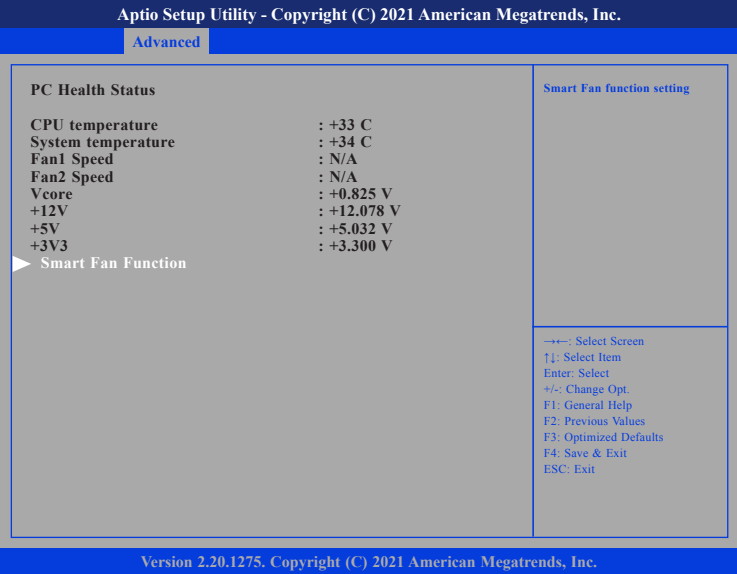 Aptio Setup Utility - Copyright (C) 2021 American Megatrends, Inc.
Advanced
PC Health Status
CPU temperature : +33 C
System temperature : +34 C
Fan1 Speed : N/A
Fan2 Speed : N/A
Vcore : +0.825 V
+12V : +12.078 V
+5V : +5.032 V
+3V3 : +3.300 V
► Smart Fan Function
Smart Fan function setting
→←: Select Screen
↑↓: Select Item
Enter: Select
+/-: Change Opt.
F1: General Help
F2: Previous Values
F3: Optimized Defaults
F4: Save & Exit
ESC: Exit
Version 2.20.1275. Copyright (C) 2021 American Megatrends, Inc.